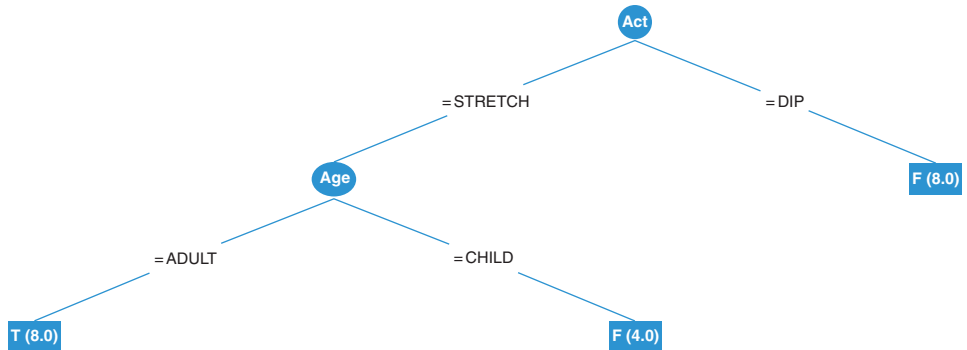 Act
=STRETCH
=DIP
Age
F (8.0)
=ADULT
=CHILD
T (8.0)
F (4.0)